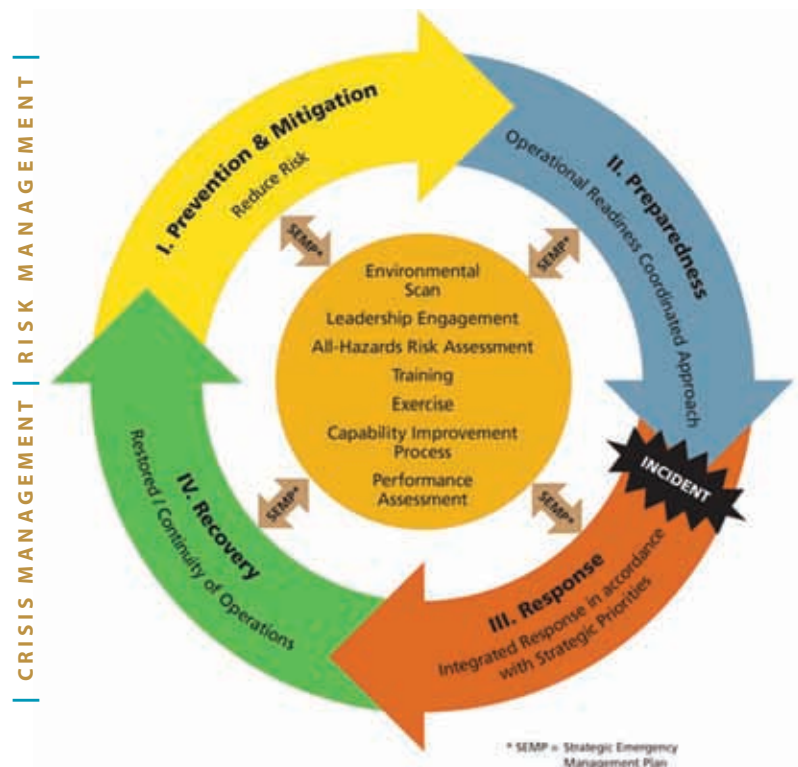 RISK MANAGEMENT
CRISIS MANAGEMENT
I. Prevention & Mitigation
Reduce Risk
II. Preparedness
Operational Readiness Coordinated Approach
SEMP*
SEMP*
Environmental
Scan
Leadership Engagement
All-Hazards Risk Assessment
Training
Exercise
Capability Improvement
Process
Performance
Assessment
SEMP*
SEMP*
INCIDENT
III. Response
Integrated Response in accordance
with Strategic Priorities
IV. Recovery
Restored / Continuity of Operations
* SEMP = Strategic Emergency
Management Plan